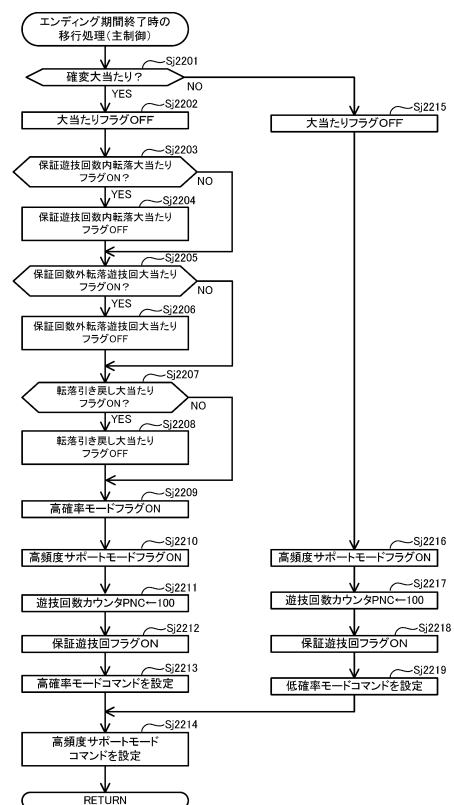 エンディング期間終了時の
移行処理(主制御)
Sj2201
確変大当たり？
NO
YES
Sj2202
大当たりフラグOFF
Sj2215
大当たりフラグOFF
Sj2203
保証遊技回数内転落大当たり
フラグON？
NO
YES
Sj2204
保証遊技回数内転落大当たり
フラグOFF
Sj2205
保証回数外転落遊技回大当たり
フラグON？
NO
YES
Sj2206
保証回数外転落遊技回大当たり
フラグOFF
Sj2207
転落引き戻し大当たり
フラグON？
NO
YES
Sj2208
転落引き戻し大当たり
フラグOFF
Sj2209
高確率モードフラグON
Sj2210
高頻度サポートモードフラグON
Sj2216
高頻度サポートモードフラグON
Sj2211
遊技回数カウンタPNC←100
Sj2217
遊技回数カウンタPNC←100
Sj2212
保証遊技回フラグON
Sj2218
保証遊技回フラグON
Sj2213
高確率モードコマンドを設定
Sj2219
低確率モードコマンドを設定
Sj2214
高頻度サポートモード
コマンドを設定
RETURN